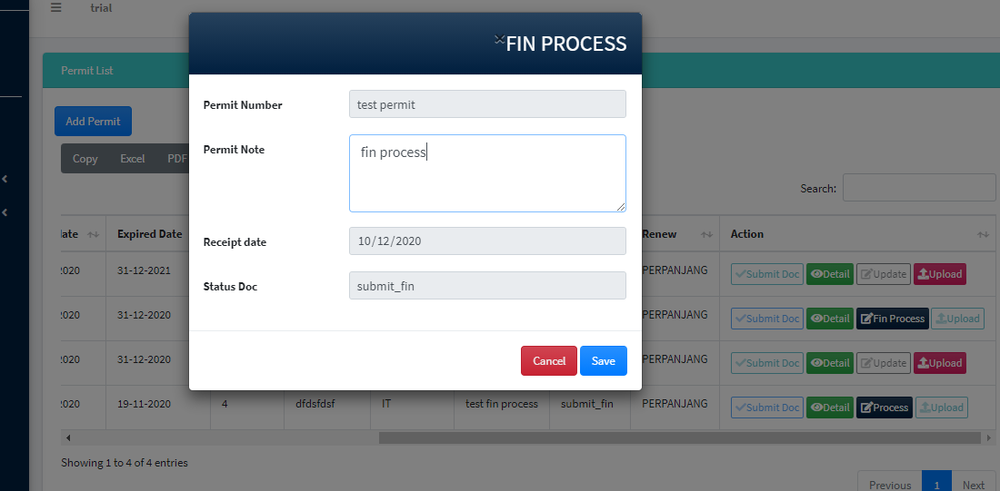 trial
×FIN PROCESS
Permit List
Permit Number test permit
Add Permit
Permit Note fin process
Copy Excel PDF
Search:
Receipt date 10/12/2020
Status Doc submit_fin
Cancel Save
ate Expired Date Renew Action
2020 31-12-2021 PERPANJANG Submit Doc Detail Update Upload
2020 31-12-2020 PERPANJANG Submit Doc Detail Fin Process Upload
2020 31-12-2020 PERPANJANG Submit Doc Detail Update Upload
2020 19-11-2020 4 dfdsfdsf IT test fin process submit_fin PERPANJANG Submit Doc Detail Process Upload
Showing 1 to 4 of 4 entries
Previous 1 Next